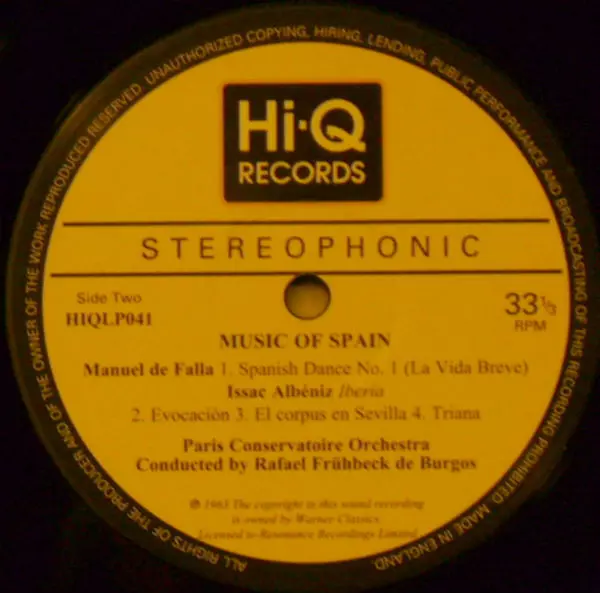 ALL RIGHTS OF THE PRODUCER AND OF THE OWNER OF THE WORK REPRODUCED RESERVED. UNAUTHORIZED COPYING, HIRING, LENDING, PUBLIC PERFORMANCE AND BROADCASTING OF THIS RECORDING PROHIBITED. MADE IN ENGLAND.
Hi-Q
RECORDS
STEREOPHONIC
Side Two
HIQLP041
33 1/3
RPM
MUSIC OF SPAIN
Manuel de Falla 1. Spanish Dance No. 1 (La Vida Breve)
Issac Albéniz Iberia
2. Evocación 3. El corpus en Sevilla 4. Triana
Paris Conservatoire Orchestra
Conducted by Rafael Frühbeck de Burgos
℗ 1963 The copyright in this sound recording
is owned by Warner Classics
Licensed to Resonance Recordings Limited